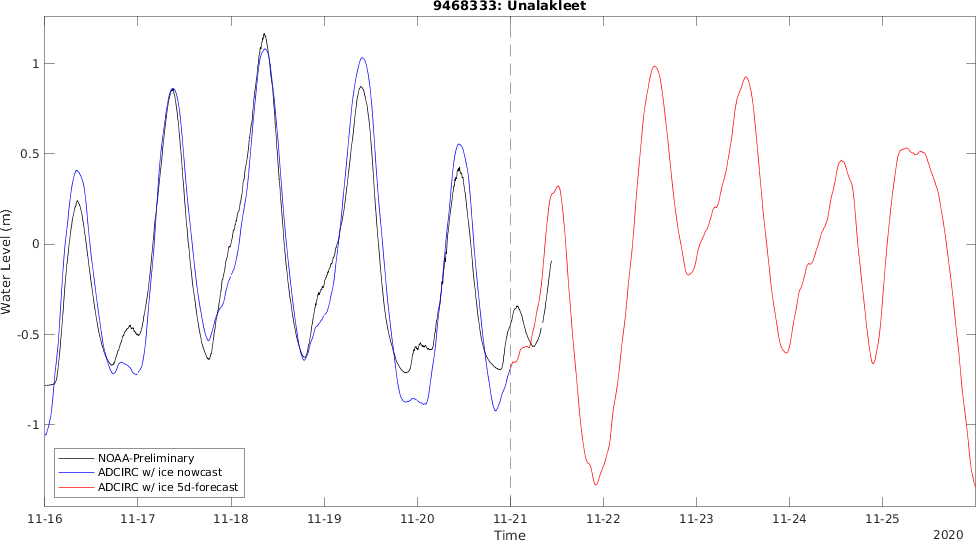 9468333: Unalakleet
Water Level (m)
1
0.5
0
-0.5
-1
NOAA-Preliminary
ADCIRC w/ ice nowcast
ADCIRC w/ ice 5d-forecast
11-16 11-17 11-18 11-19 11-20 11-21 11-22 11-23 11-24 11-25
Time
2020